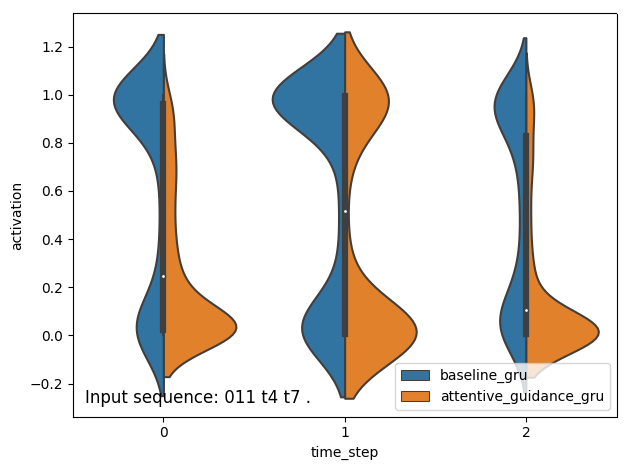 1.2
1.0
0.8
0.6
0.4
0.2
0.0
−0.2
activation
Input sequence: 011 t4 t7 .
baseline_gru
attentive_guidance_gru
0 1 2
time_step